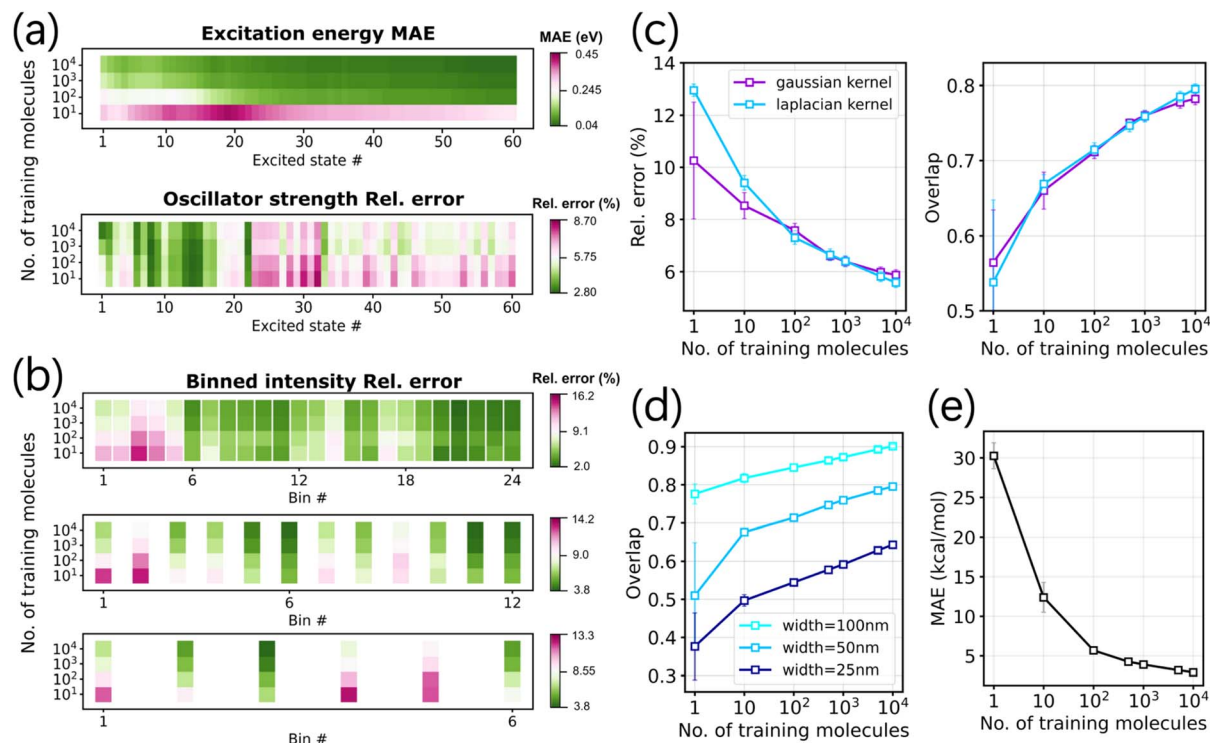 (a)
Excitation energy MAE
MAE (eV)
0.45
0.245
0.04
10⁴
10³
10²
10¹
1 10 20 30 40 50 60
Excited state #
No. of training molecules
Oscillator strength Rel. error
Rel. error (%)
8.70
5.75
2.80
10⁴
10³
10²
10¹
1 10 20 30 40 50 60
Excited state #
(b)
Binned intensity Rel. error
Rel. error (%)
16.2
9.1
2.0
10⁴
10³
10²
10¹
1 6 12 18 24
Bin #
No. of training molecules
14.2
9.0
3.8
10⁴
10³
10²
10¹
1 6 12
Bin #
13.3
8.55
3.8
10⁴
10³
10²
10¹
1 6
Bin #
(c)
14
12
10
8
6
Rel. error (%)
gaussian kernel
laplacian kernel
1 10 10² 10³ 10⁴
No. of training molecules
0.8
0.7
0.6
0.5
Overlap
1 10 10² 10³ 10⁴
No. of training molecules
(d)
0.9
0.8
0.7
0.6
0.5
0.4
0.3
Overlap
width=100nm
width=50nm
width=25nm
1 10 10² 10³ 10⁴
No. of training molecules
(e)
30
25
20
15
10
5
MAE (kcal/mol)
1 10 10² 10³ 10⁴
No. of training molecules